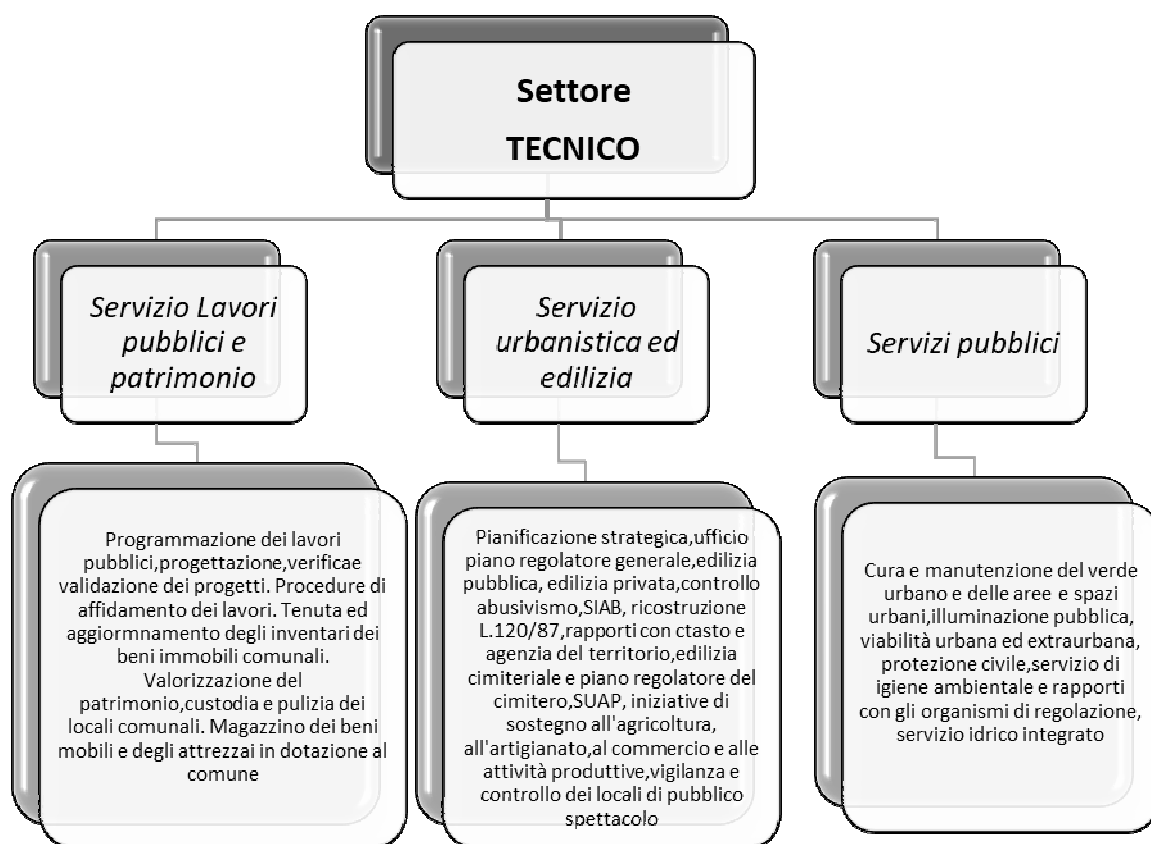 Settore
TECNICO
Servizio Lavori
pubblici e
patrimonio
Servizio
urbanistica ed
edilizia
Servizi pubblici
Programmazione dei lavori
pubblici,progettazione,verificae
validazione dei progetti. Procedure di
affidamento dei lavori. Tenuta ed
aggiormnamento degli inventari dei
beni immobili comunali.
Valorizzazione del
patrimonio,custodia e pulizia dei
locali comunali. Magazzino dei beni
mobili e degli attrezzai in dotazione al
comune
Pianificazione strategica,ufficio
piano regolatore generale,edilizia
pubblica, edilizia privata,controllo
abusivismo,SIAB, ricostruzione
L.120/87,rapporti con ctasto e
agenzia del territorio,edilizia
cimiteriale e piano regolatore del
cimitero,SUAP, iniziative di
sostegno all'agricoltura,
all'artigianato,al commercio e alle
attività produttive,vigilanza e
controllo dei locali di pubblico
spettacolo
Cura e manutenzione del verde
urbano e delle aree e spazi
urbani,illuminazione pubblica,
viabilità urbana ed extraurbana,
protezione civile,servizio di
igiene ambientale e rapporti
con gli organismi di regolazione,
servizio idrico integrato